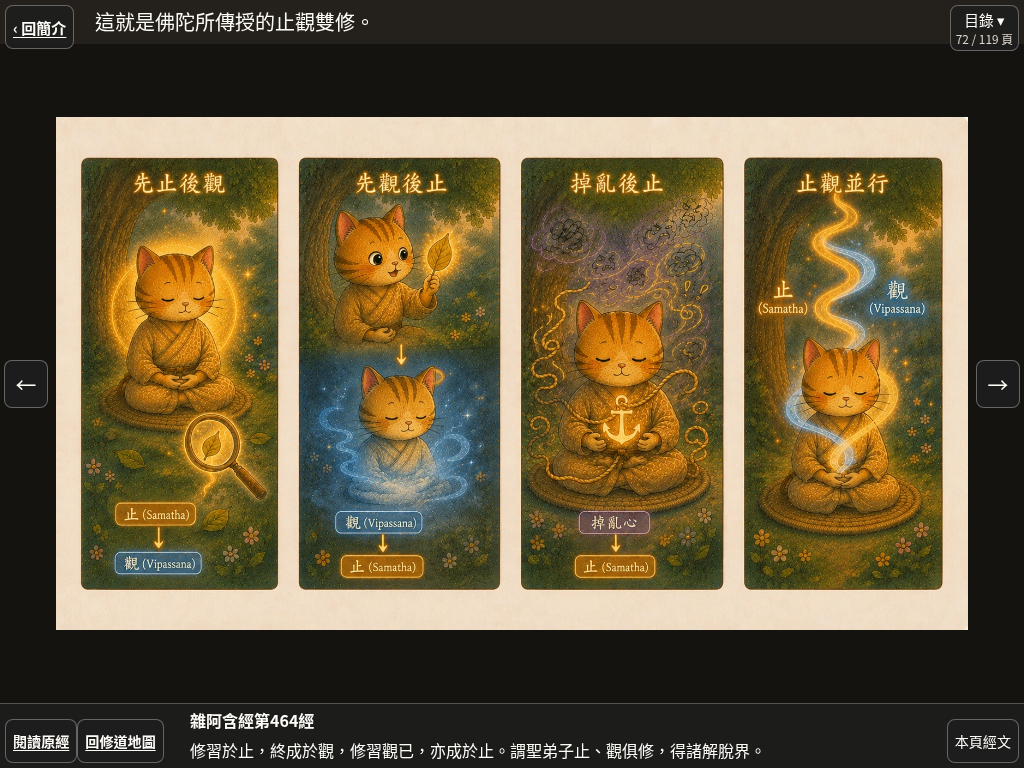 ‹ 回簡介
這就是佛陀所傳授的止觀雙修。
目錄 ▾
72 / 119 頁
先止後觀
止 (Samatha)
觀 (Vipassana)
先觀後止
觀 (Vipassana)
止 (Samatha)
掉亂後止
掉亂心
止 (Samatha)
止觀並行
止
(Samatha)
觀
(Vipassana)
←
→
閱讀原經
回修道地圖
雜阿含經第464經
修習於止，終成於觀，修習觀已，亦成於止。謂聖弟子止、觀俱修，得諸解脫界。
本頁經文